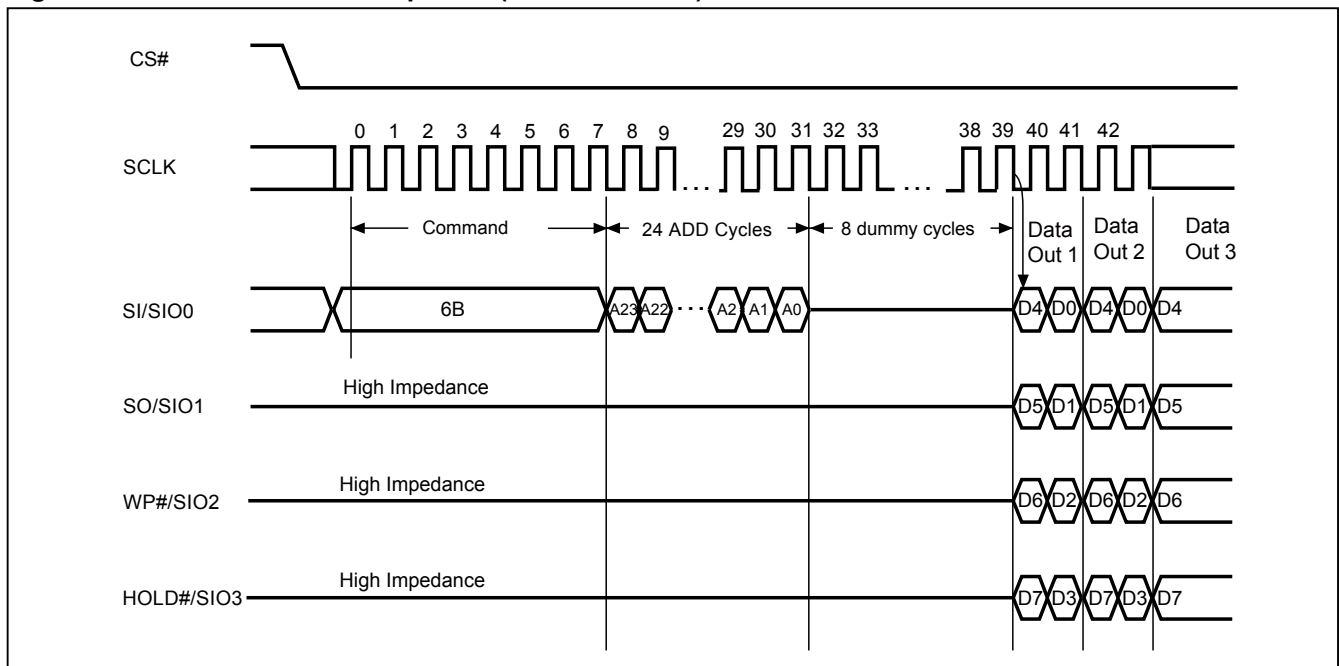 CS#
0 1 2 3 4 5 6 7 8 9 29 30 31 32 33 38 39 40 41 42
SCLK
... ...
Command 24 ADD Cycles 8 dummy cycles
Data Out 1
Data Out 2
Data Out 3
SI/SIO0 6B A23 A22 ... A2 A1 A0 D4 D0 D4 D0 D4
High Impedance
SO/SIO1 D5 D1 D5 D1 D5
High Impedance
WP#/SIO2 D6 D2 D6 D2 D6
High Impedance
HOLD#/SIO3 D7 D3 D7 D3 D7